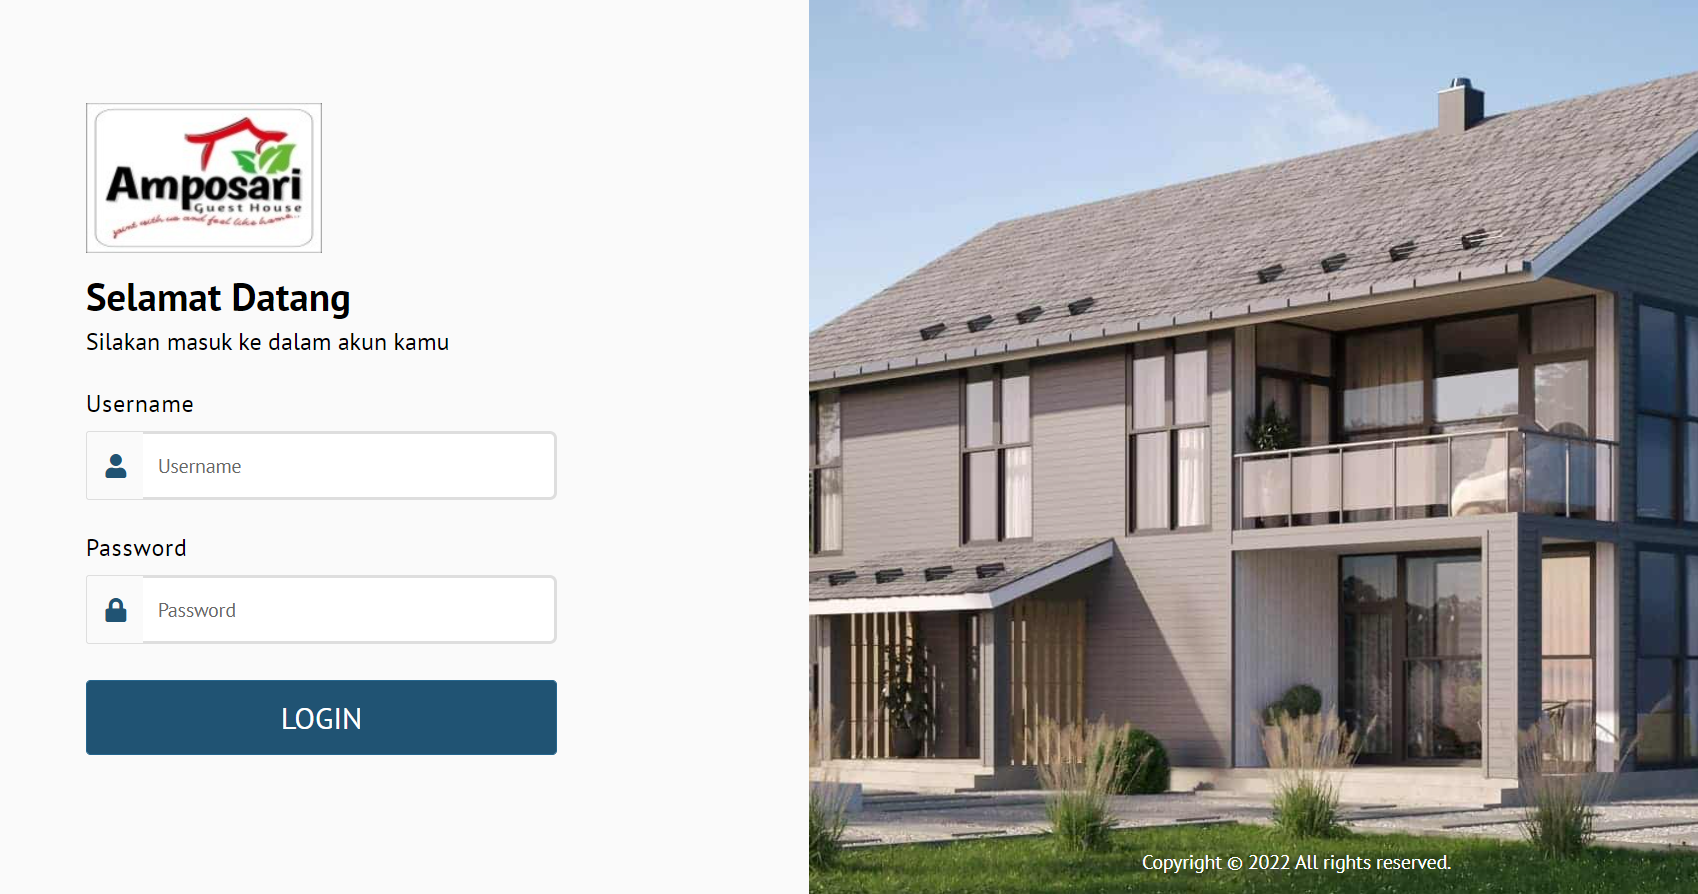 Amposari
Guest House
joint with us and feel like home...
Selamat Datang
Silakan masuk ke dalam akun kamu
Username
Username
Password
Password
LOGIN
Copyright © 2022 All rights reserved.